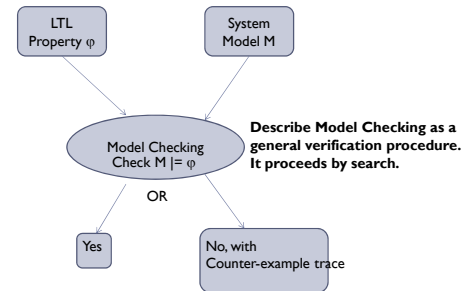 LTL
Property φ
System
Model M
Model Checking
Check M |= φ
Describe Model Checking as a
general verification procedure.
It proceeds by search.
OR
Yes
No, with
Counter-example trace